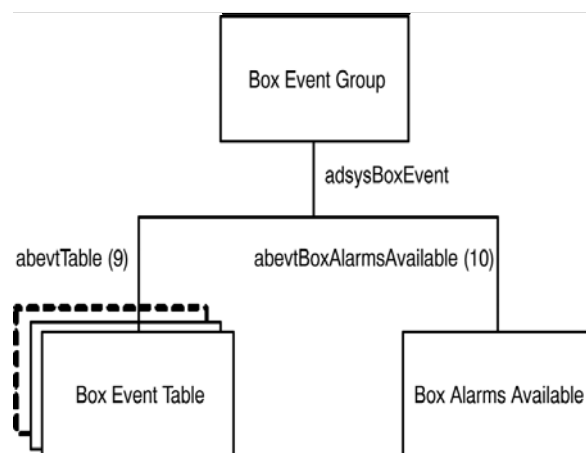 Box Event Group
adsysBoxEvent
abevtTable (9)
abevtBoxAlarmsAvailable (10)
Box Event Table
Box Alarms Available